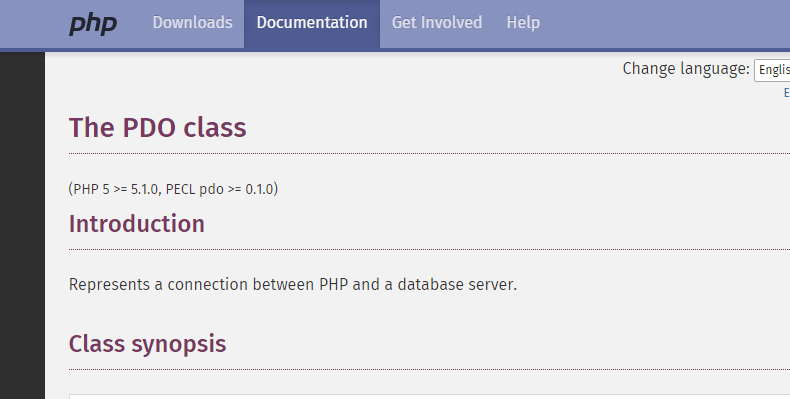 php Downloads Documentation Get Involved Help
Change language: Englis
E
The PDO class
(PHP 5 >= 5.1.0, PECL pdo >= 0.1.0)
Introduction
Represents a connection between PHP and a database server.
Class synopsis